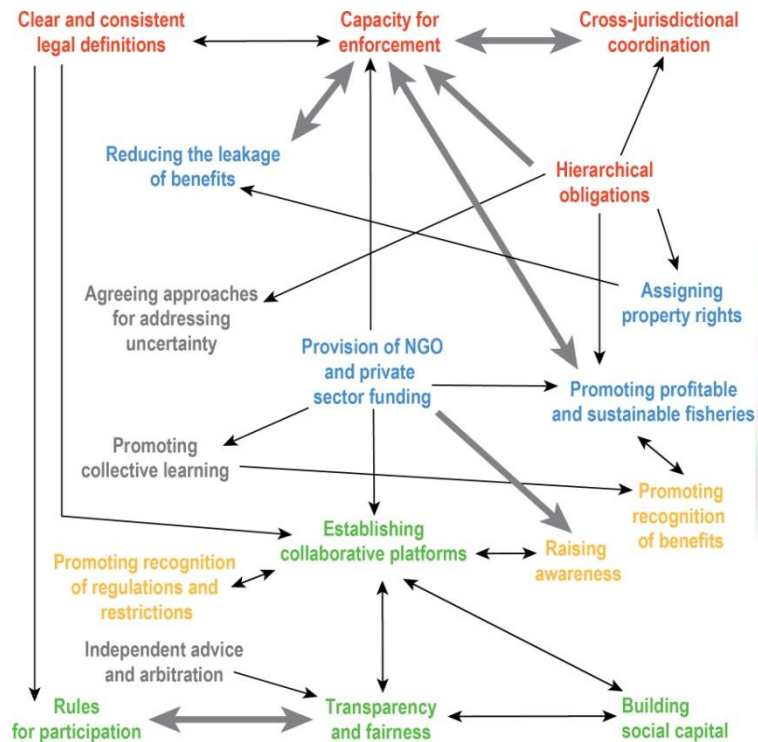 Clear and consistent
legal definitions
Capacity for
enforcement
Cross-jurisdictional
coordination
Reducing the leakage
of benefits
Hierarchical
obligations
Agreeing approaches
for addressing
uncertainty
Assigning
property rights
Provision of NGO
and private
sector funding
Promoting profitable
and sustainable fisheries
Promoting
collective learning
Promoting
recognition
of benefits
Establishing
collaborative platforms
Raising
awareness
Promoting recognition
of regulations and
restrictions
Independent advice
and arbitration
Rules
for participation
Transparency
and fairness
Building
social capital